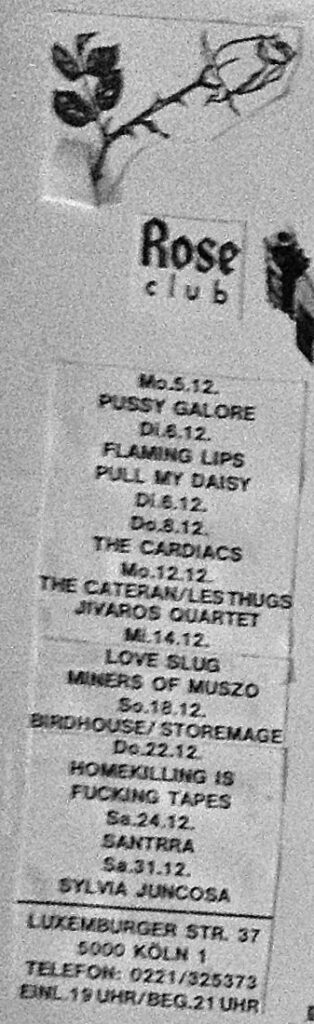 Rose
club
Mo.5.12.
PUSSY GALORE
Di.6.12.
FLAMING LIPS
PULL MY DAISY
Di.6.12.
Do.8.12.
THE CARDIACS
Mo.12.12.
THE CATERAN/LES THUGS
JIVAROS QUARTET
Mi.14.12.
LOVE SLUG
MINERS OF MUSZO
So.18.12.
BIRDHOUSE/STOREMAGE
Do.22.12.
HOMEKILLING IS
FUCKING TAPES
Sa.24.12.
SANTRRA
Sa.31.12.
SYLVIA JUNCOSA
LUXEMBURGER STR. 37
5000 KÖLN 1
TELEFON: 0221/325373
EINL.19 UHR/BEG.21 UHR